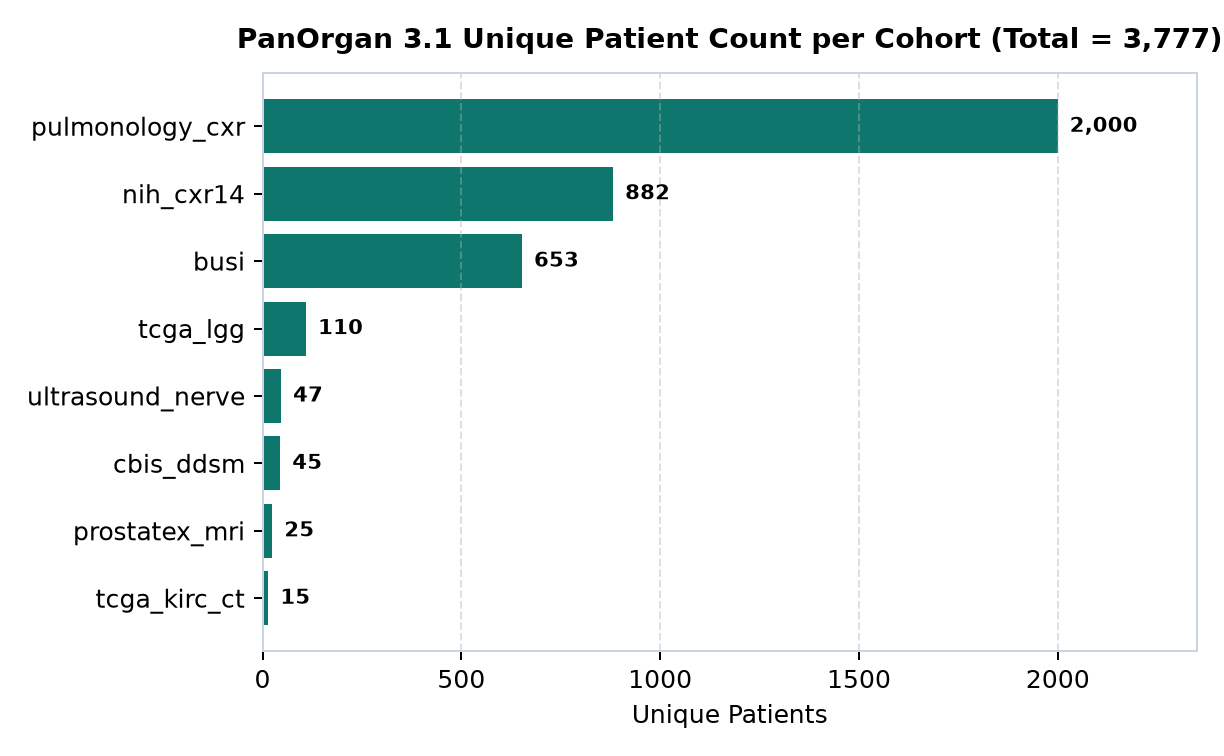 PanOrgan 3.1 Unique Patient Count per Cohort (Total = 3,777)
pulmonology_cxr 2,000
nih_cxr14 882
busi 653
tcga_lgg 110
ultrasound_nerve 47
cbis_ddsm 45
prostatex_mri 25
tcga_kirc_ct 15
0 500 1000 1500 2000
Unique Patients